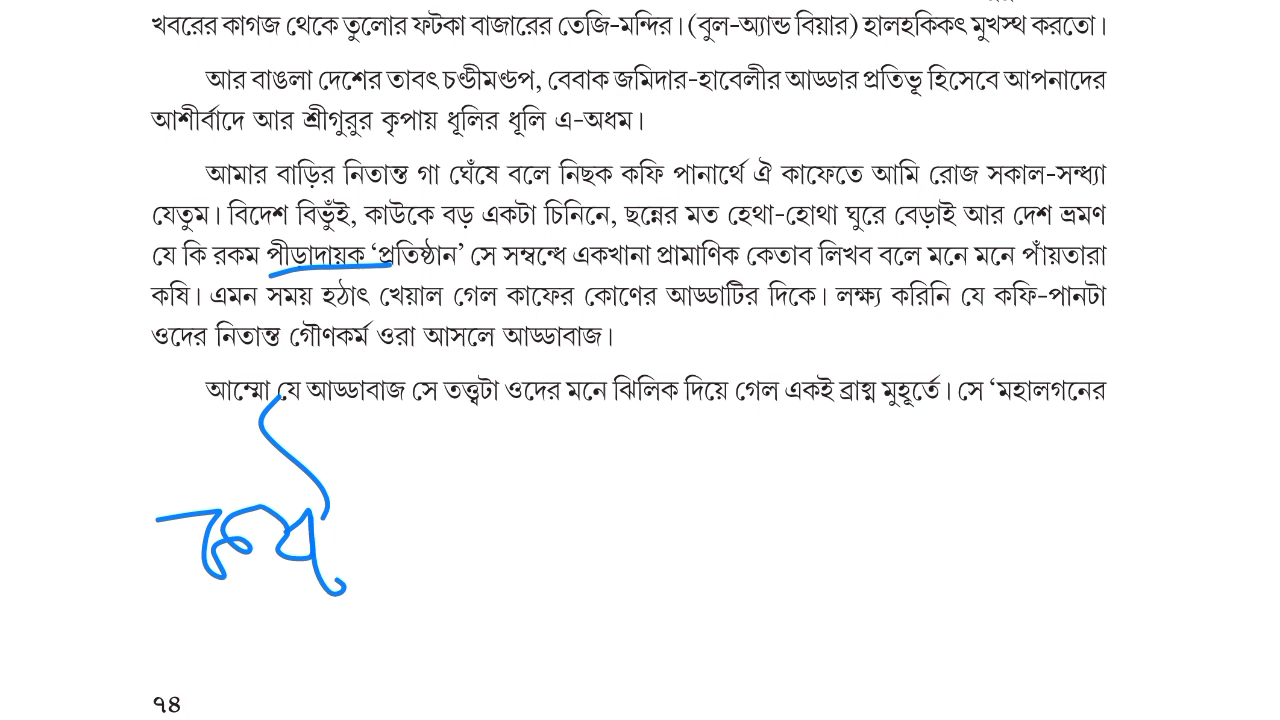 খবরের কাগজ থেকে তুলোর ফটকা বাজারের তেজি-মন্দির। (বুল-অ্যান্ড বিয়ার) হালহকিকৎ মুখস্থ করতো।
আর বাঙলা দেশের তাবৎ চণ্ডীমণ্ডপ, বেবাক জমিদার-হাবেলীর আড্ডার প্রতিভূ হিসেবে আপনাদের
আশীর্বাদে আর শ্রীগুরুর কৃপায় ধূলির ধূলি এ-অধম।
আমার বাড়ির নিতান্ত গা ঘেঁষে বলে নিছক কফি পানার্থে ঐ কাফেতে আমি রোজ সকাল-সন্ধ্যা
যেতুম। বিদেশ বিভুঁই, কাউকে বড় একটা চিনিনে, ছন্নের মত হেথা-হোথা ঘুরে বেড়াই আর দেশ ভ্রমণ
যে কি রকম পীড়াদায়ক ‘প্রতিষ্ঠান’ সে সম্বন্ধে একখানা প্রামাণিক কেতাব লিখব বলে মনে মনে পাঁয়তারা
কষি। এমন সময় হঠাৎ খেয়াল গেল কাফের কোণের আড্ডাটির দিকে। লক্ষ্য করিনি যে কফি-পানটা
ওদের নিতান্ত গৌণকর্ম ওরা আসলে আড্ডাবাজ।
আম্মো যে আড্ডাবাজ সে তত্ত্বটা ওদের মনে ঝিলিক দিয়ে গেল একই ব্রাহ্ম মুহূর্তে। সে ‘মহালগনের
৭৪